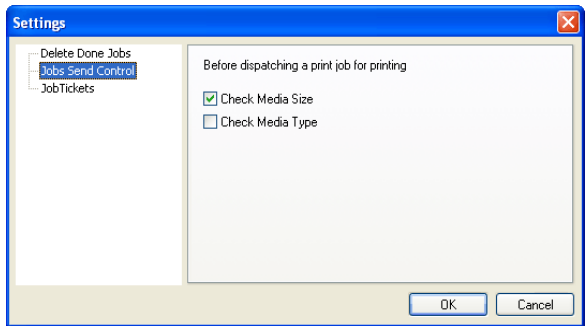 Settings
Delete Done Jobs
Jobs Send Control
JobTickets
Before dispatching a print job for printing
Check Media Size
Check Media Type
OK
Cancel